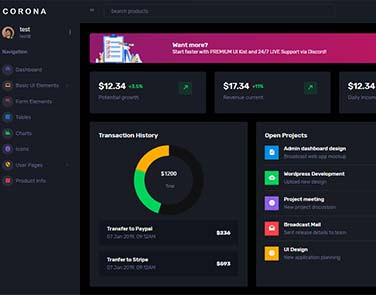 CORONA
search products
test
Navigation
Dashboard
Basic UI Elements
Form Elements
Tables
Charts
Icons
User Pages
Product Info
Want more?
Start faster with PREMIUM UI Kist and 24/7 LIVE Support via Discord!
$12.34 +3.5%
Potential growth
$17.34 +11%
Revenue current
$12.34
Daily Income
Transaction History
$1200
Total
Tranefer to Paypal
07 Jan 2019, 09:12AM
$236
Tranfer to Stripe
07 Jan 2019, 09:12AM
$593
Open Projects
Admin dashboard design
Broadcast web app mockup
Wordpress Development
Upload new design
Project meeting
New project discussion
Broadcast Mail
Sent release details to team
UI Design
New application planning